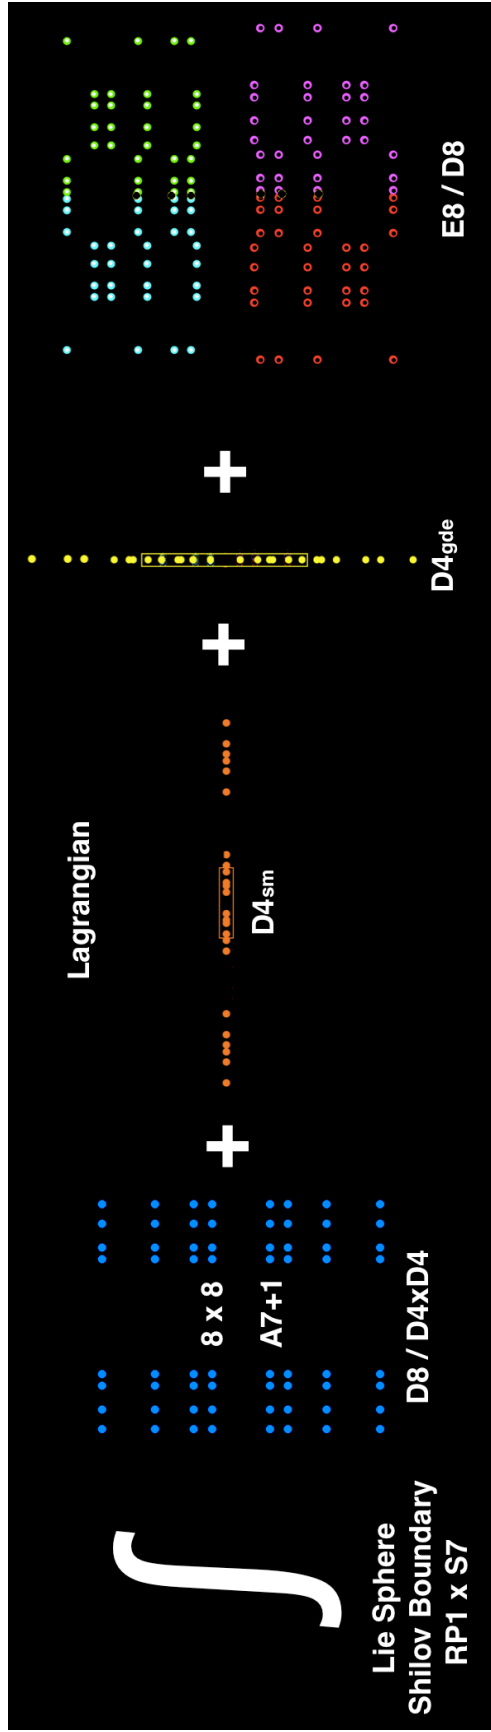 Lagrangian
∫
8 x 8
A7+1
+
+
+
Lie Sphere
Shilov Boundary
RP1 x S7
D8 / D4xD4
D4sm
D4gde
E8 / D8